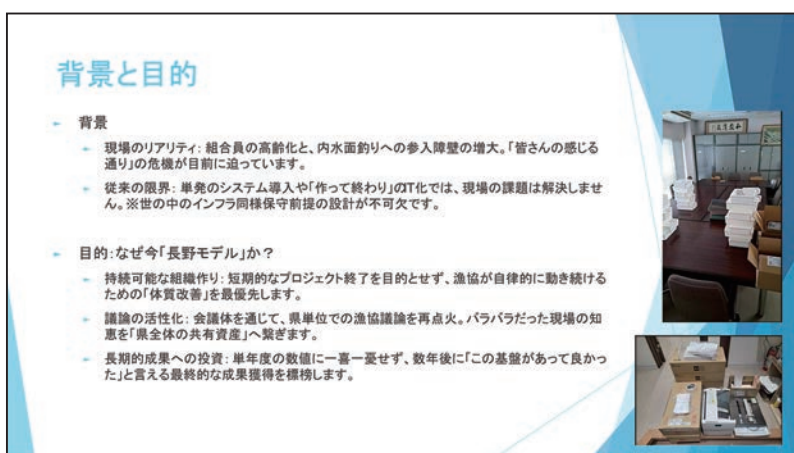 背景と目的
背景
現場のリアリティ：組合員の高齢化と、内水面釣りへの参入障壁の増大。「皆さんの感じる
通り」の危機が目前に迫っています。
従来の限界：単発のシステム導入や「作って終わり」のIT化では、現場の課題は解決しませ
ん。※世の中のインフラ同様保守前提の設計が不可欠です。
目的：なぜ今「長野モデル」か？
持続可能な組織作り：短期的なプロジェクト終了を目的とせず、漁協が自律的に動き続ける
ための「体質改善」を最優先します。
議論の活性化：会議体を通じて、県単位での漁協議論を再点火。バラバラだった現場の知
恵を「県全体の共有資産」へ繋ぎます。
長期的成果への投資：単年度の数値に一喜一憂せず、数年後に「この基盤があって良かっ
た」と言える最終的な成果獲得を標榜します。